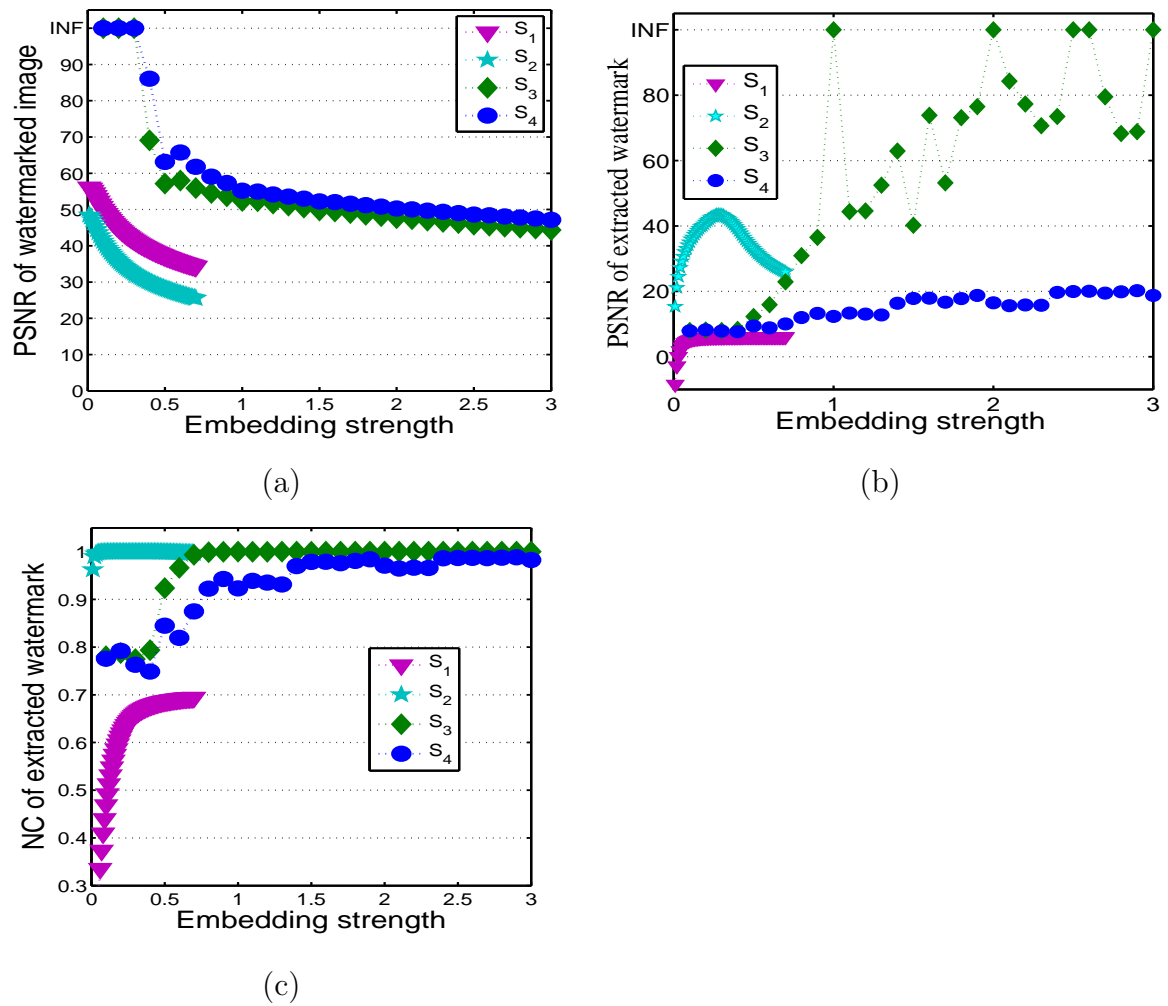 PSNR of watermarked image
INF
90
80
70
60
50
40
30
20
10
0
S1
S2
S3
S4
0 0.5 1 1.5 2 2.5 3
Embedding strength
(a)
PSNR of extracted watermark
INF
80
60
40
20
0
S1
S2
S3
S4
0 1 2 3
Embedding strength
(b)
NC of extracted watermark
1
0.9
0.8
0.7
0.6
0.5
0.4
0.3
S1
S2
S3
S4
0 0.5 1 1.5 2 2.5 3
Embedding strength
(c)